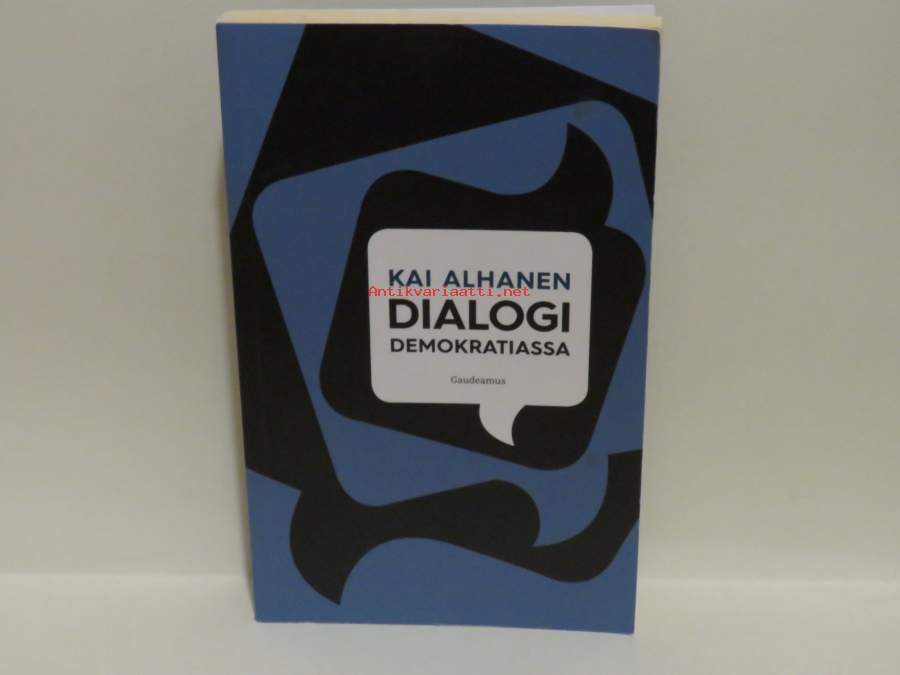 KAI ALHANEN
Antikvariaatti.net
DIALOGI
DEMOKRATIASSA
Gaudeamus